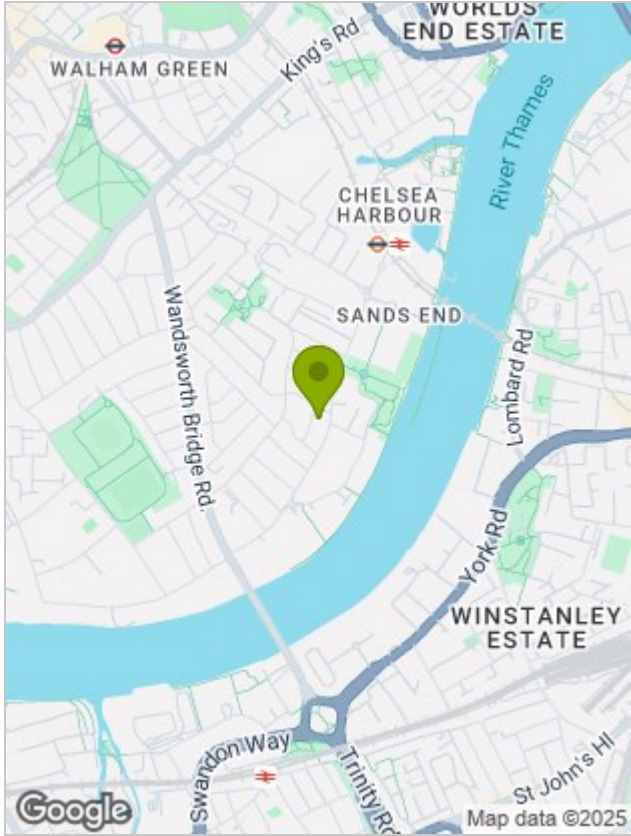 WORLDS
END ESTATE
WALHAM GREEN
King's Rd
River Thames
CHELSEA
HARBOUR
SANDS END
Wandsworth Bridge Rd.
Lombard Rd
York Rd
WINSTANLEY
ESTATE
Swandon Way
Trinity Rd
St John's Hl
Google
Map data ©2025